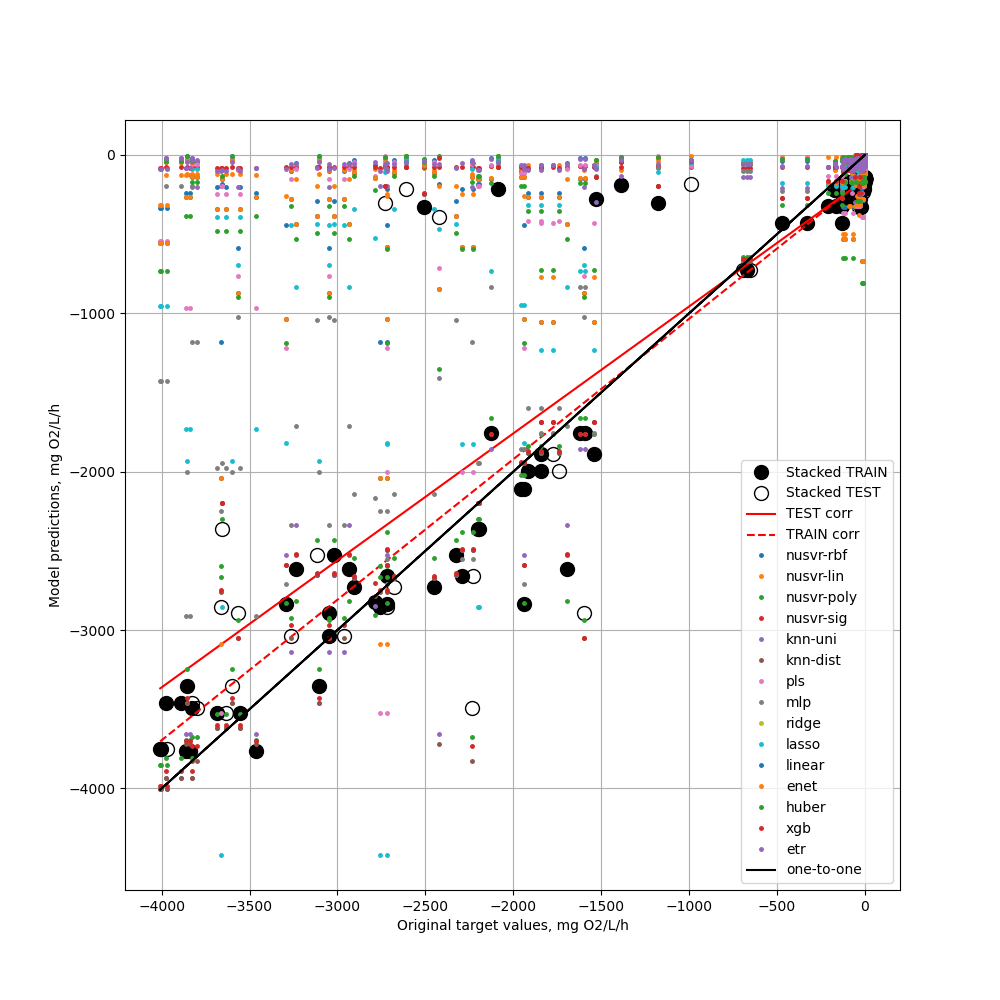 0
−1000
−2000
−3000
−4000
Model predictions, mg O2/L/h
−4000 −3500 −3000 −2500 −2000 −1500 −1000 −500 0
Original target values, mg O2/L/h
Stacked TRAIN
Stacked TEST
TEST corr
TRAIN corr
nusvr-rbf
nusvr-lin
nusvr-poly
nusvr-sig
knn-uni
knn-dist
pls
mlp
ridge
lasso
linear
enet
huber
xgb
etr
one-to-one